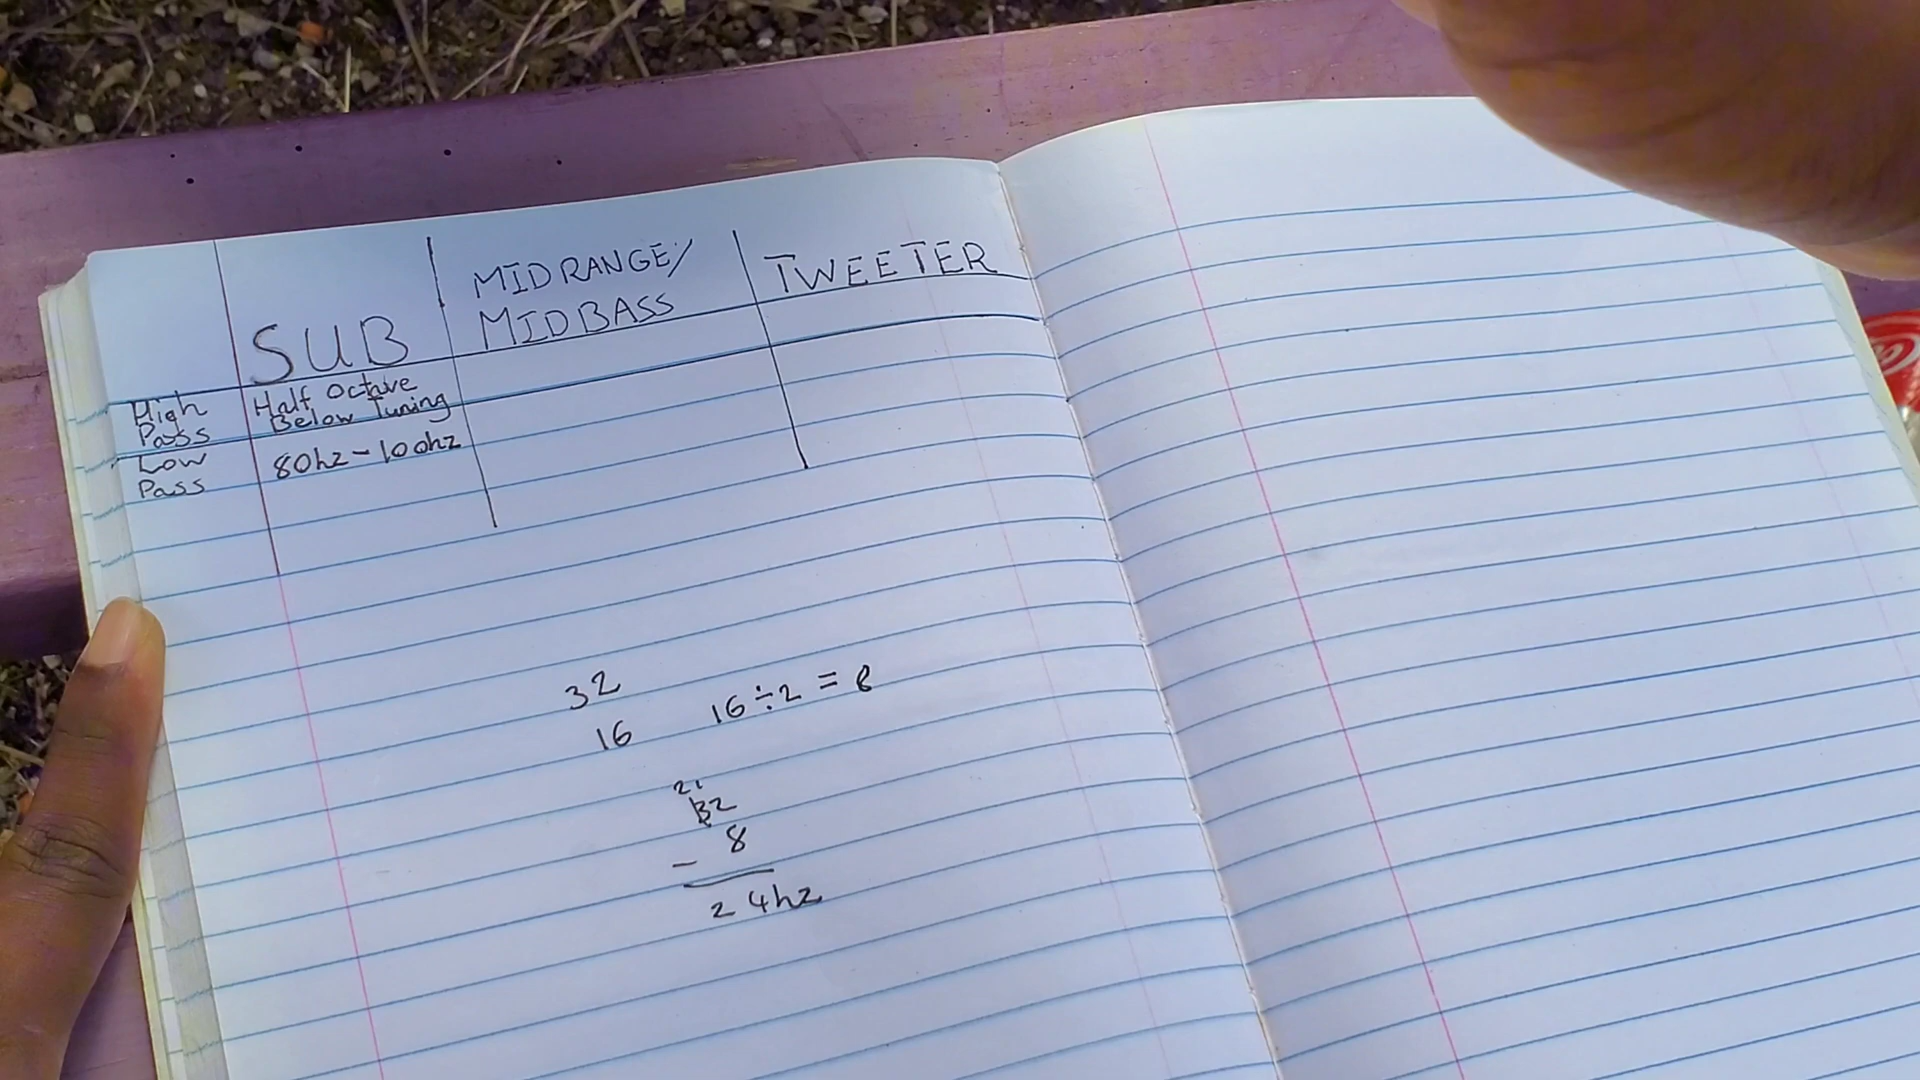 SUB
MIDRANGE/
MIDBASS
TWEETER
High
Pass
Half Octave
Below Tuning
Low
Pass
80hz-100hz
32
16
16÷2=8
21
32
8
-
24hz